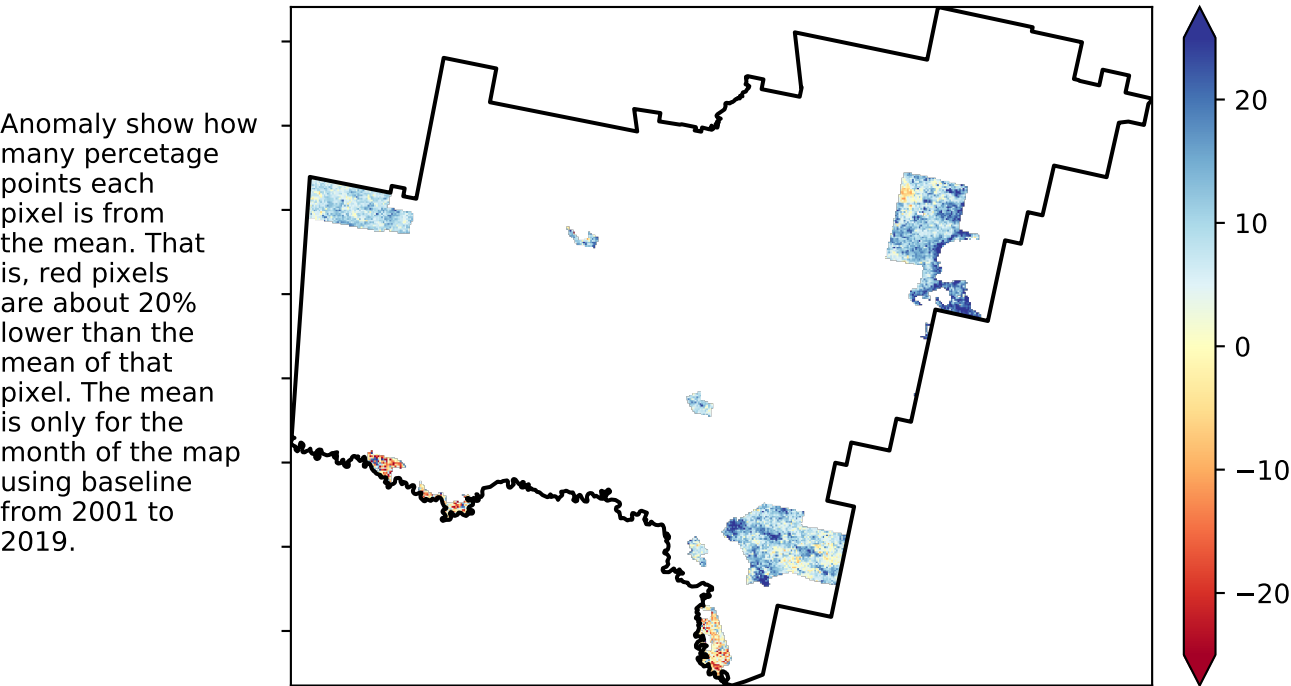 Anomaly show how
many percetage
points each
pixel is from
the mean. That
is, red pixels
are about 20%
lower than the
mean of that
pixel. The mean
is only for the
month of the map
using baseline
from 2001 to
2019.
20
10
0
−10
−20